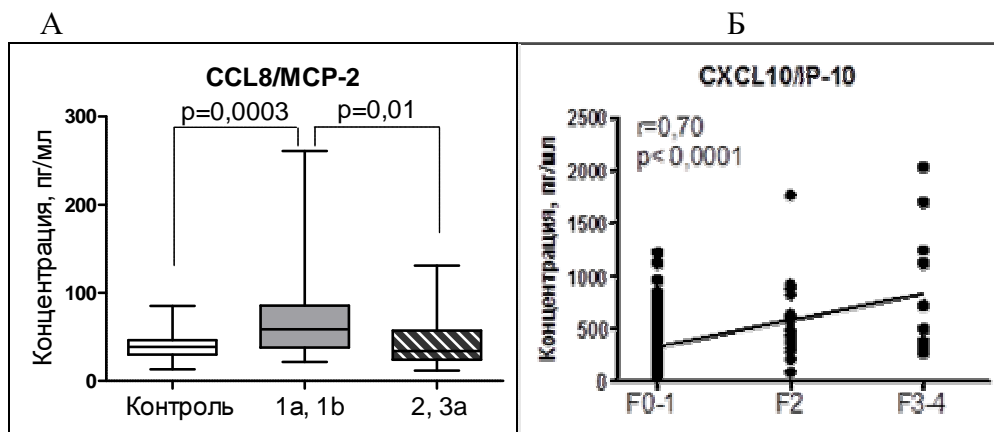 А
Б
CCL8/MCP-2
p=0,0003
p=0,01
Концентрация, пг/мл
300
200
100
0
Контроль
1a, 1b
2, 3a
CXCL10/IP-10
r=0,70
p<0,0001
Концентрация, пг/мл
2500
2000
1500
1000
500
0
F0-1
F2
F3-4